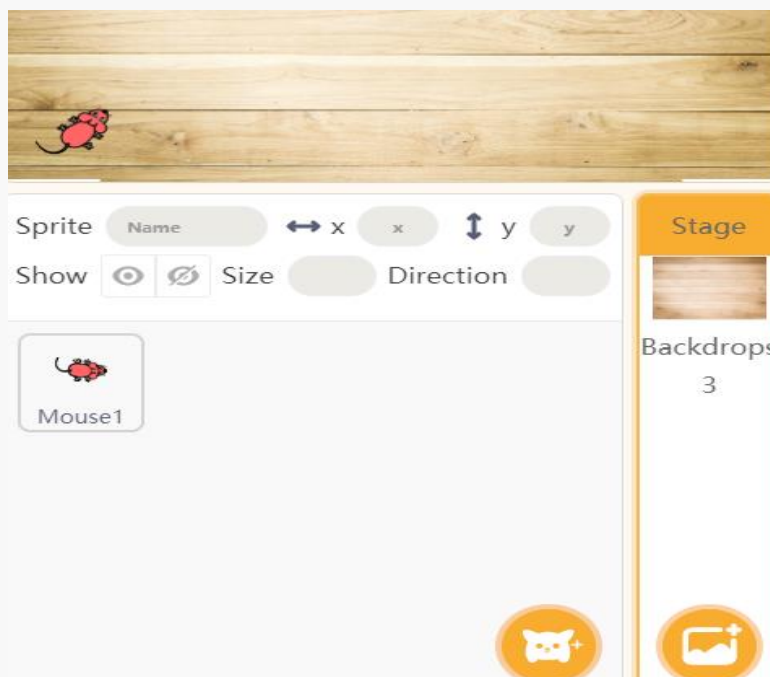 Sprite Name x x y y
Stage
Show Size Direction
Backdrops
3
Mouse1